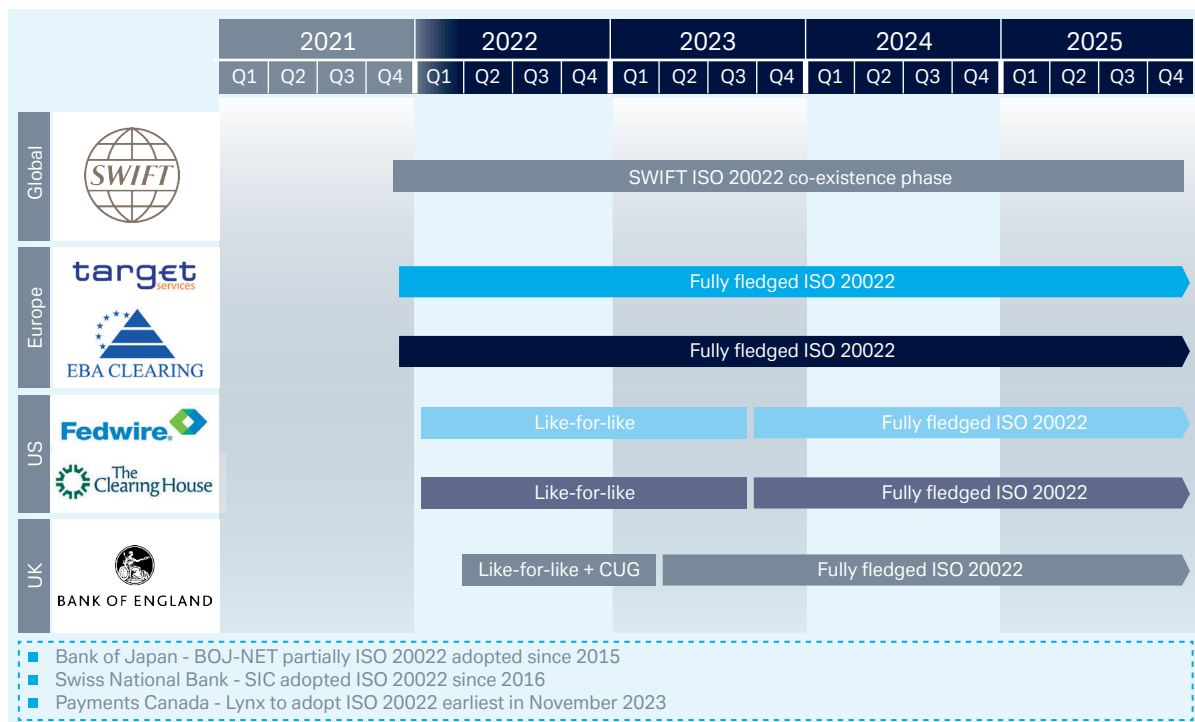 2021 2022 2023 2024 2025
Q1 Q2 Q3 Q4 Q1 Q2 Q3 Q4 Q1 Q2 Q3 Q4 Q1 Q2 Q3 Q4 Q1 Q2 Q3 Q4
Global
SWIFT
SWIFT ISO 20022 co-existence phase
Europe
target
services
Fully fledged ISO 20022
EBA CLEARING
Fully fledged ISO 20022
US
Fedwire®
Like-for-like
Fully fledged ISO 20022
The
Clearing House
Like-for-like
Fully fledged ISO 20022
UK
BANK OF ENGLAND
Like-for-like + CUG
Fully fledged ISO 20022
Bank of Japan - BOJ-NET partially ISO 20022 adopted since 2015
Swiss National Bank - SIC adopted ISO 20022 since 2016
Payments Canada - Lynx to adopt ISO 20022 earliest in November 2023